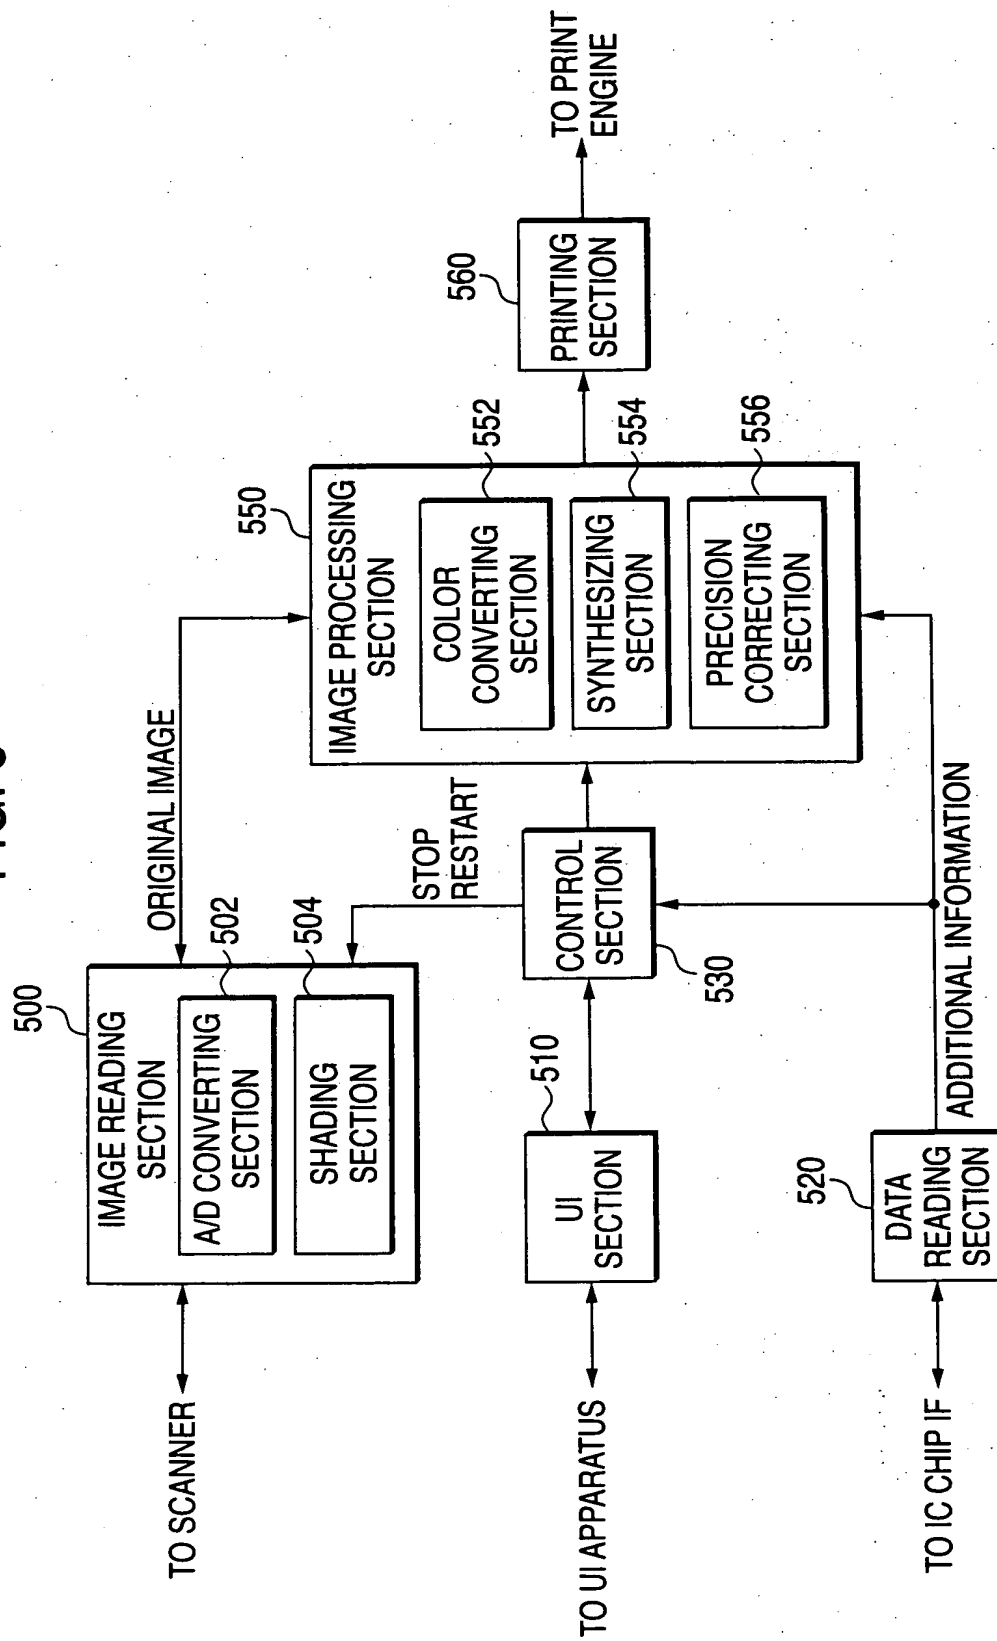 500
IMAGE READING
SECTION
502
A/D CONVERTING
SECTION
504
SHADING
SECTION
TO SCANNER
ORIGINAL IMAGE
STOP
RESTART
510
UI
SECTION
TO UI APPARATUS
CONTROL
SECTION
530
520
DATA
READING
SECTION
TO IC CHIP IF
ADDITIONAL INFORMATION
550
IMAGE PROCESSING
SECTION
552
COLOR
CONVERTING
SECTION
554
SYNTHESIZING
SECTION
556
PRECISION
CORRECTING
SECTION
560
PRINTING
SECTION
TO PRINT
ENGINE